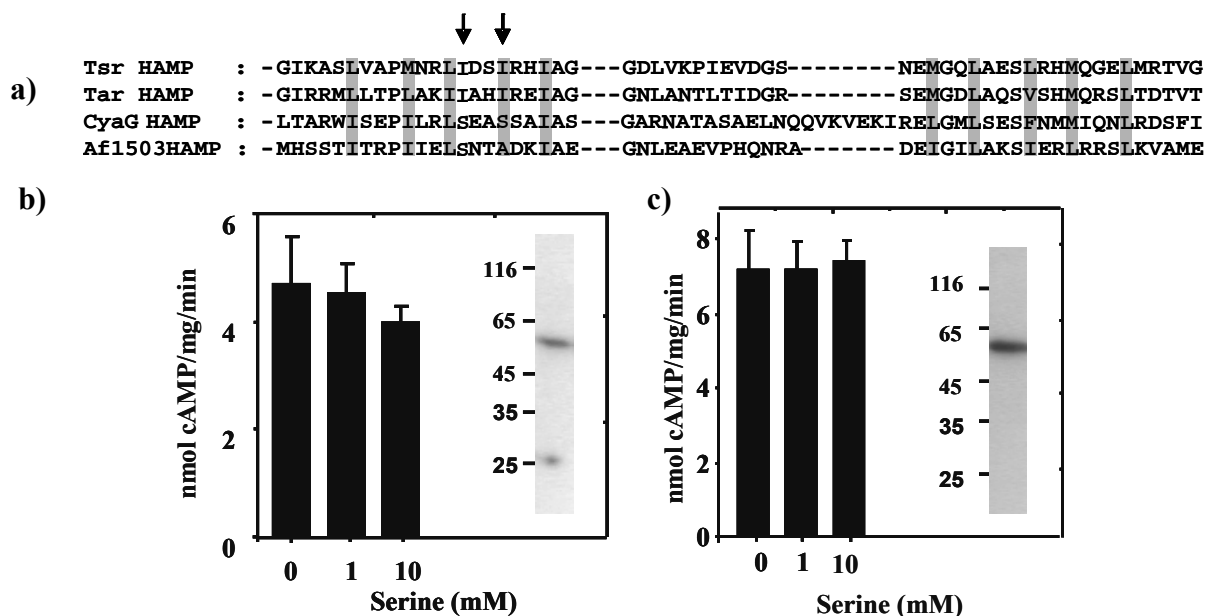 a)
Tsr HAMP : -GIKASLVAPMNRLIDSIRHIAG---GDLVKPIEVDGS--------NEMGQLAESLRHMQGELMRTVG
Tar HAMP : -GIRRMLLTPLAKIIAHIREIAG---GNLANTLTIDGR--------SEMGDLAQSVSHMQRSLTDTVT
CyaG HAMP : -LTARWISEPILRLSEASSAIAS---GARNATASAELNQQVKVEKIRELGMLSESFNMMIQNLRDSFI
Af1503HAMP : -MHSSTITRPIIELSNTADKIAE---GNLEAEVPHQNRA-------DEIGILAKSIERLRRSLKVAME
b)
nmol cAMP/mg/min
6
4
2
0
116
65
45
35
25
0 1 10
Serine (mM)
c)
nmol cAMP/mg/min
8
6
4
2
0
116
65
45
35
25
0 1 10
Serine (mM)